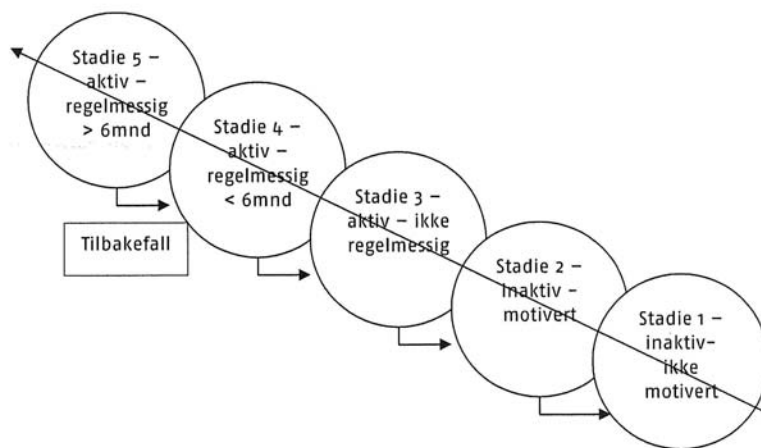 Stadie 5 –
aktiv –
regelmessig
> 6mnd
Stadie 4 –
aktiv –
regelmessig
< 6mnd
Stadie 3 –
aktiv – ikke
regelmessig
Stadie 2 –
inaktiv –
motivert
Stadie 1 –
inaktiv–
ikke
motivert
Tilbakefall